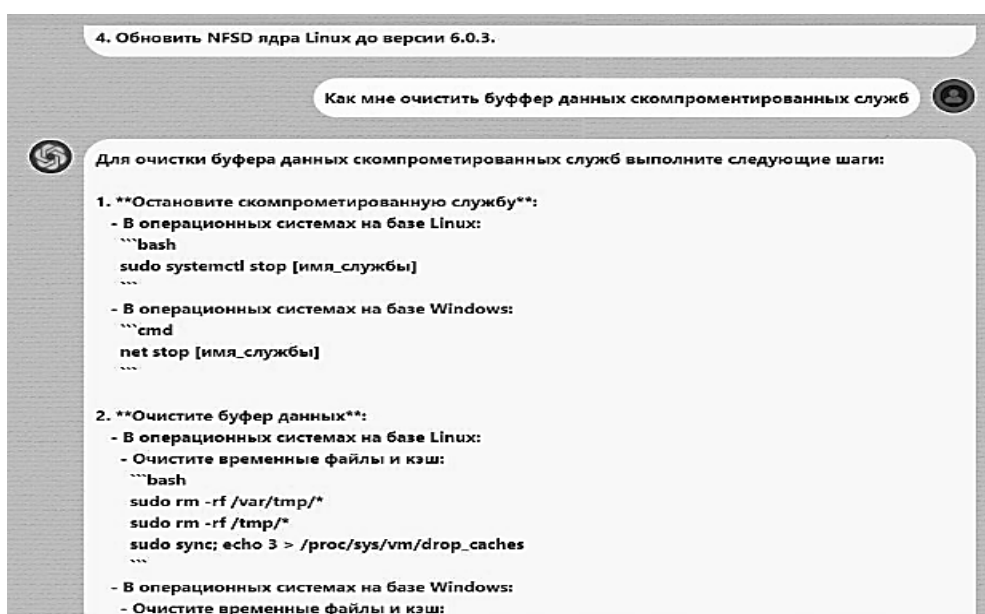 4. Обновить NFSD ядра Linux до версии 6.0.3.
Как мне очистить буффер данных скомпроментированных служб
Для очистки буфера данных скомпрометированных служб выполните следующие шаги:
1. **Остановите скомпрометированную службу**:
- В операционных системах на базе Linux:
```bash
sudo systemctl stop [имя_службы]
```
- В операционных системах на базе Windows:
```cmd
net stop [имя_службы]
```
2. **Очистите буфер данных**:
- В операционных системах на базе Linux:
- Очистите временные файлы и кэш:
```bash
sudo rm -rf /var/tmp/*
sudo rm -rf /tmp/*
sudo sync; echo 3 > /proc/sys/vm/drop_caches
```
- В операционных системах на базе Windows:
- Очистите временные файлы и кэш: